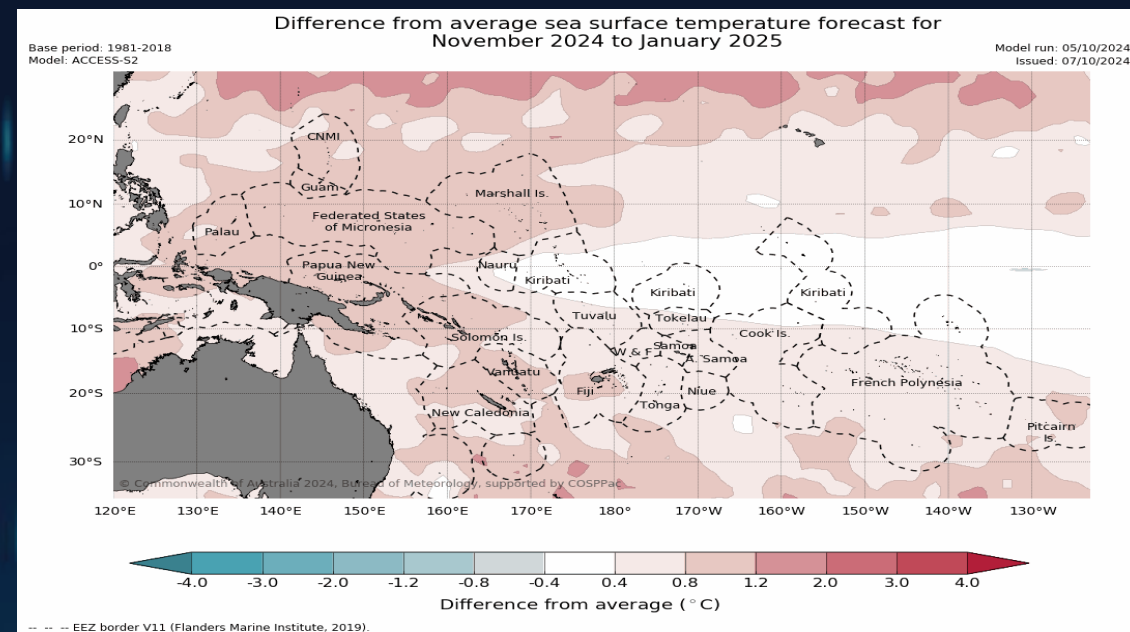 Difference from average sea surface temperature forecast for
November 2024 to January 2025
Base period: 1981-2018
Model: ACCESS-S2
Model run: 05/10/2024
Issued: 07/10/2024
20°N
10°N
0°
10°S
20°S
30°S
CNMI
Guam
Marshall Is.
Federated States
of Micronesia
Palau
Papua New
Guinea
Nauru
Kiribati
Kiribati
Kiribati
Tuvalu
Tokelau
Solomon Is.
Cook Is.
W & F
Samoa
A. Samoa
Vanuatu
Fiji
Niue
French Polynesia
Tonga
New Caledonia
Pitcairn
Is.
© Commonwealth of Australia 2024, Bureau of Meteorology, supported by COSPPac
120°E 130°E 140°E 150°E 160°E 170°E 180° 170°W 160°W 150°W 140°W 130°W
-4.0 -3.0 -2.0 -1.2 -0.8 -0.4 0.4 0.8 1.2 2.0 3.0 4.0
Difference from average (°C)
-- -- -- EEZ border V11 (Flanders Marine Institute, 2019).